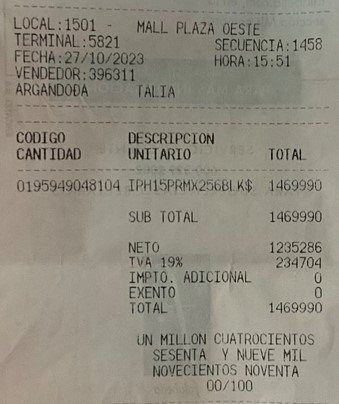 LOCAL:1501 - MALL PLAZA OESTE
TERMINAL:5821 SECUENCIA:1458
FECHA:27/10/2023 HORA:15:51
VENDEDOR:396311
ARGANDOÐA TALIA
CODIGO DESCRIPCION
CANTIDAD UNITARIO TOTAL
0195949048104 IPH15PRMX256BLK$ 1469990
SUB TOTAL 1469990
NETO 1235286
IVA 19% 234704
IMPTO. ADICIONAL 0
EXENTO 0
TOTAL 1469990
UN MILLON CUATROCIENTOS
SESENTA Y NUEVE MIL
NOVECIENTOS NOVENTA
00/100